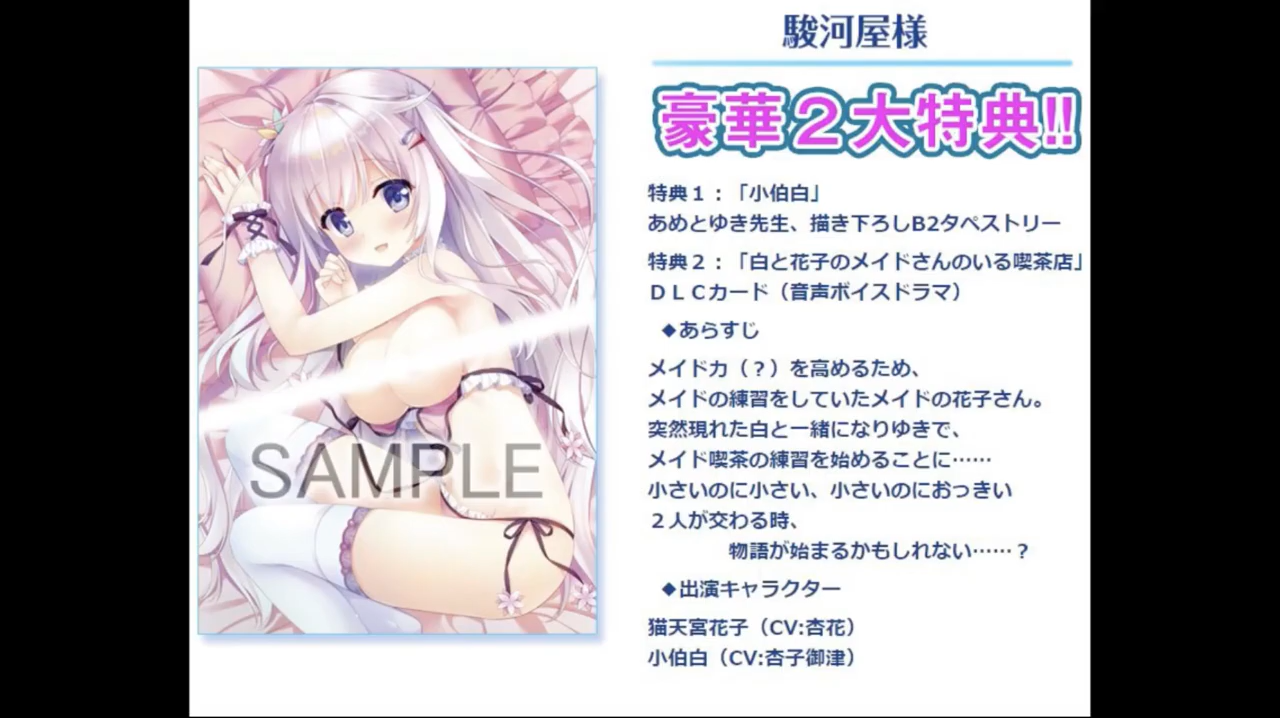 駿河屋様
豪華２大特典!!
特典１：「小伯白」
あめとゆき先生、描き下ろしB2タペストリー
特典２：「白と花子のメイドさんのいる喫茶店」
ＤＬＣカード（音声ボイスドラマ）
◆あらすじ
メイド力（？）を高めるため、
メイドの練習をしていたメイドの花子さん。
突然現れた白と一緒になりゆきで、
メイド喫茶の練習を始めることに……
小さいのに小さい、小さいのにおっきい
２人が交わる時、
物語が始まるかもしれない……？
◆出演キャラクター
猫天宮花子（CV:杏花）
小伯白（CV:杏子御津）
SAMPLE